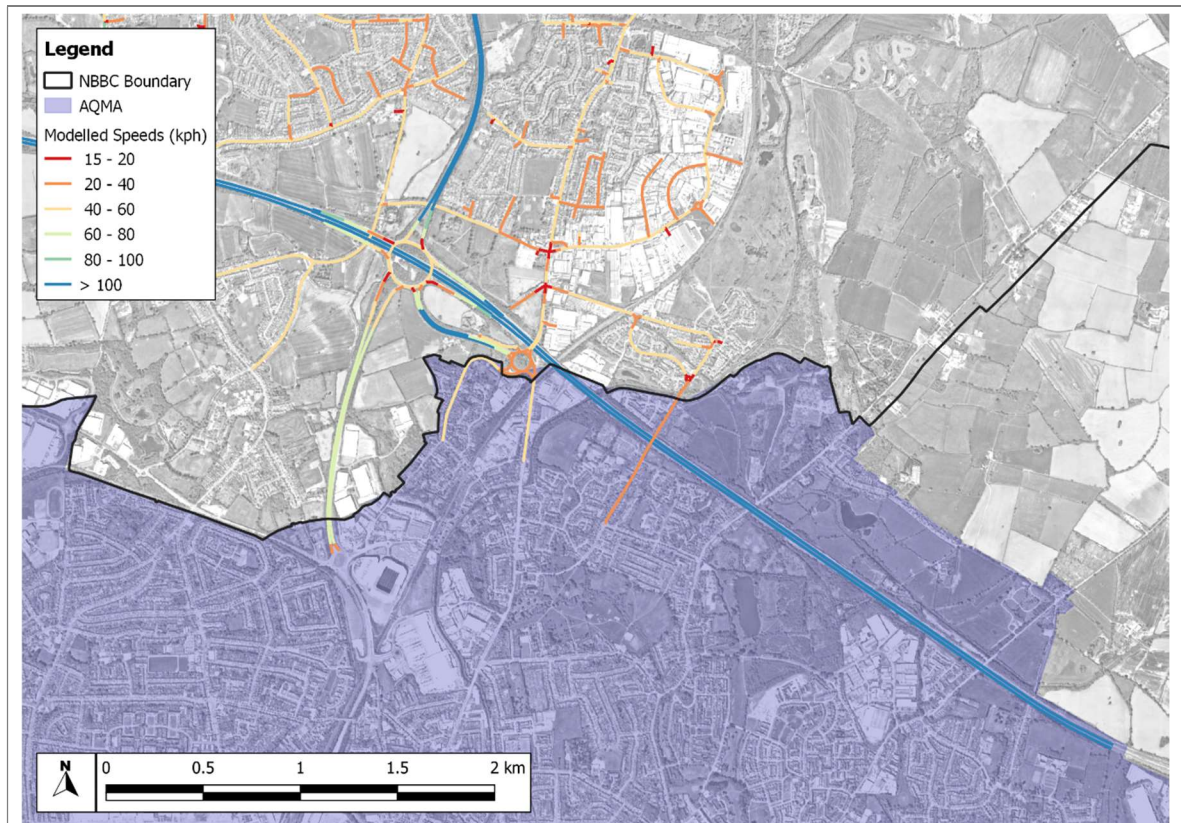 Legend
NBBC Boundary
AQMA
Modelled Speeds (kph)
15 - 20
20 - 40
40 - 60
60 - 80
80 - 100
> 100
N
0 0.5 1 1.5 2 km